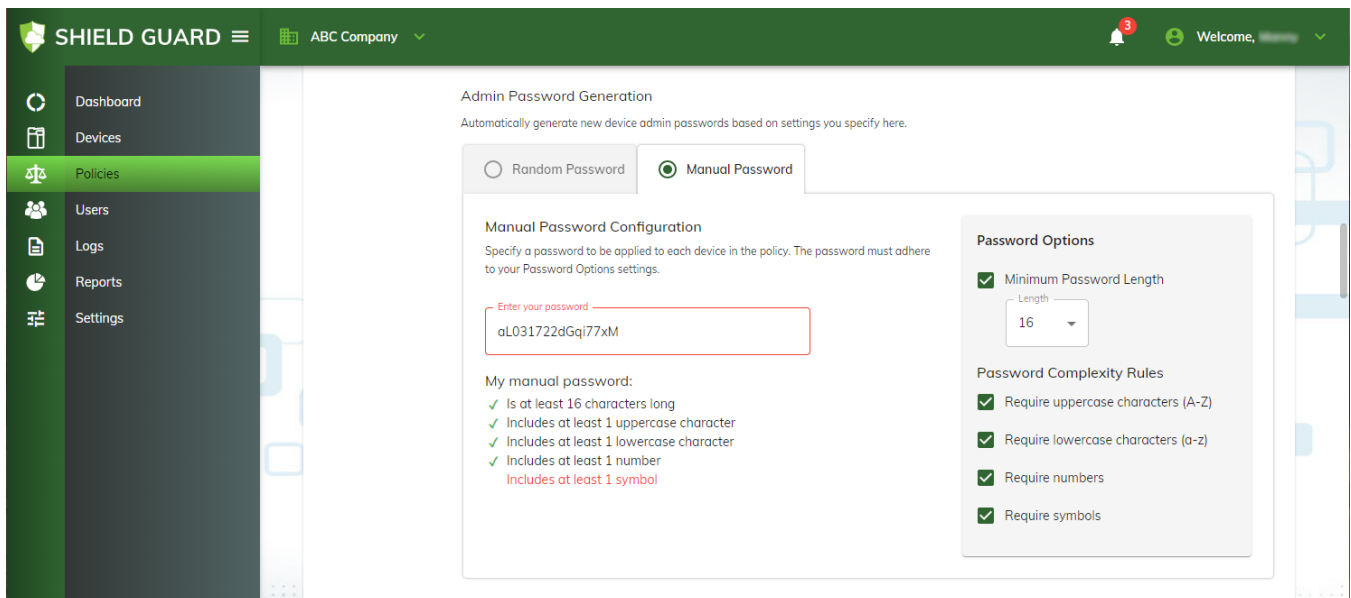 SHIELD GUARD
ABC Company
3
Welcome,
Dashboard
Devices
Policies
Users
Logs
Reports
Settings
Admin Password Generation
Automatically generate new device admin passwords based on settings you specify here.
Random Password
Manual Password
Manual Password Configuration
Specify a password to be applied to each device in the policy. The password must adhere
to your Password Options settings.
Enter your password
aL031722dGqi77xM
My manual password:
✓ Is at least 16 characters long
✓ Includes at least 1 uppercase character
✓ Includes at least 1 lowercase character
✓ Includes at least 1 number
Includes at least 1 symbol
Password Options
Minimum Password Length
Length
16
Password Complexity Rules
Require uppercase characters (A-Z)
Require lowercase characters (a-z)
Require numbers
Require symbols